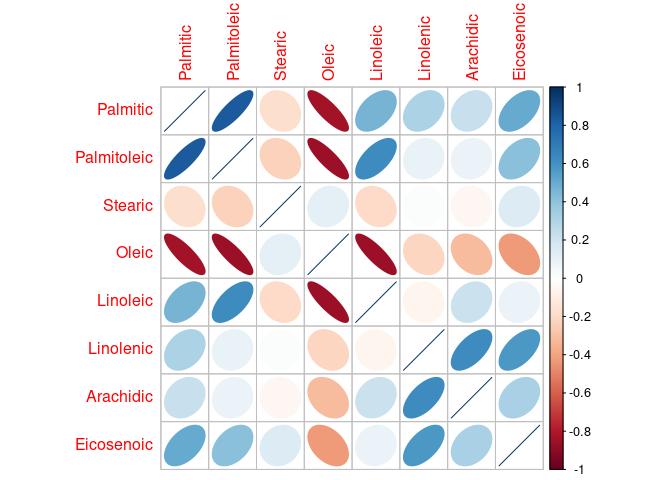 Palmitic
Palmitoleic
Stearic
Oleic
Linoleic
Linolenic
Arachidic
Eicosenoic
Palmitic
Palmitoleic
Stearic
Oleic
Linoleic
Linolenic
Arachidic
Eicosenoic
1
0.8
0.6
0.4
0.2
0
-0.2
-0.4
-0.6
-0.8
-1